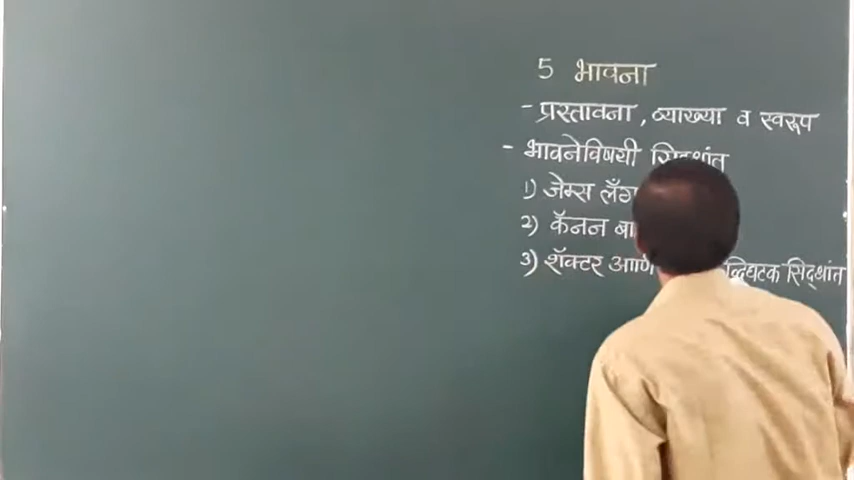 5 भावना
- प्रस्तावना, व्याख्या व स्वरूप
- भावनेविषयी सिद्धांत
1) जेम्स लँग
2) कॅनन बा
3) शॅक्टर आणि द्विघटक सिद्धांत